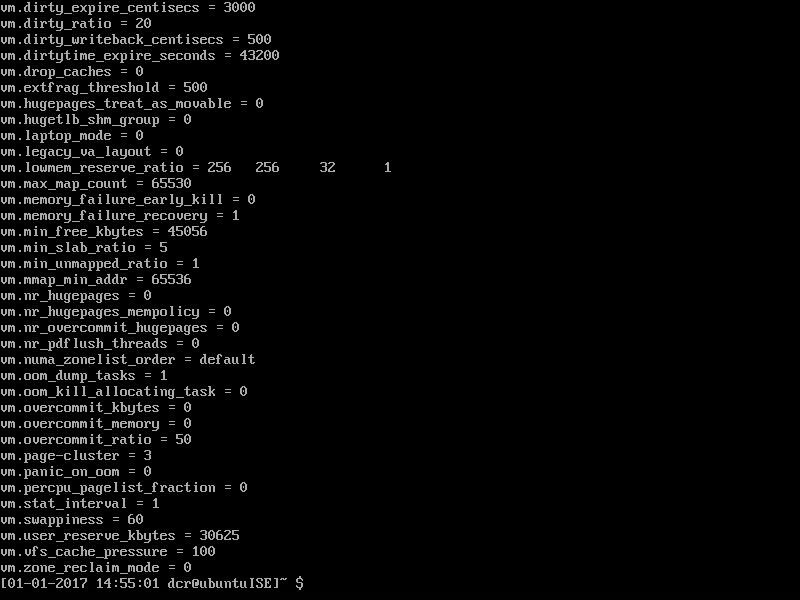 vm.dirty_expire_centisecs = 3000
vm.dirty_ratio = 20
vm.dirty_writeback_centisecs = 500
vm.dirtytime_expire_seconds = 43200
vm.drop_caches = 0
vm.extfrag_threshold = 500
vm.hugepages_treat_as_movable = 0
vm.hugetlb_shm_group = 0
vm.laptop_mode = 0
vm.legacy_va_layout = 0
vm.lowmem_reserve_ratio = 256   256     32      1
vm.max_map_count = 65530
vm.memory_failure_early_kill = 0
vm.memory_failure_recovery = 1
vm.min_free_kbytes = 45056
vm.min_slab_ratio = 5
vm.min_unmapped_ratio = 1
vm.mmap_min_addr = 65536
vm.nr_hugepages = 0
vm.nr_hugepages_mempolicy = 0
vm.nr_overcommit_hugepages = 0
vm.nr_pdflush_threads = 0
vm.numa_zonelist_order = default
vm.oom_dump_tasks = 1
vm.oom_kill_allocating_task = 0
vm.overcommit_kbytes = 0
vm.overcommit_memory = 0
vm.overcommit_ratio = 50
vm.page-cluster = 3
vm.panic_on_oom = 0
vm.percpu_pagelist_fraction = 0
vm.stat_interval = 1
vm.swappiness = 60
vm.user_reserve_kbytes = 30625
vm.vfs_cache_pressure = 100
vm.zone_reclaim_mode = 0
[01-01-2017 14:55:01 dcr@ubuntuISE]~ $